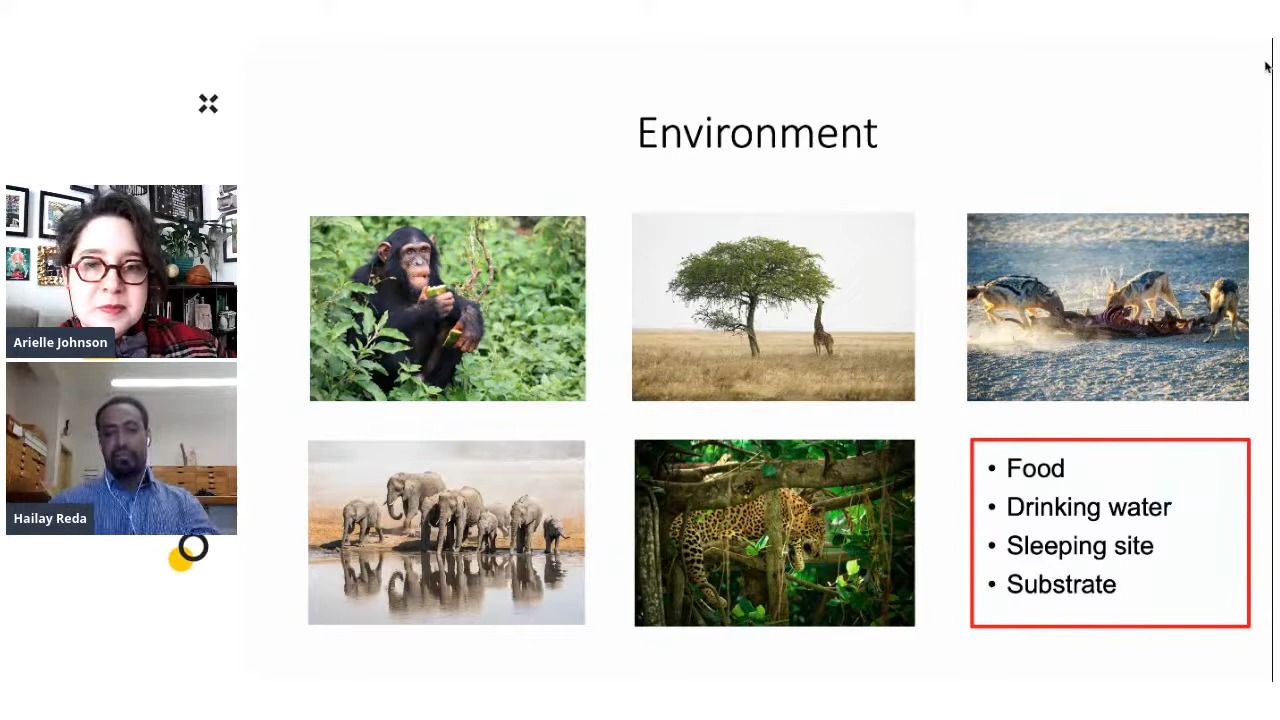 Environment
Arielle Johnson
Hailay Reda
• Food
• Drinking water
• Sleeping site
• Substrate